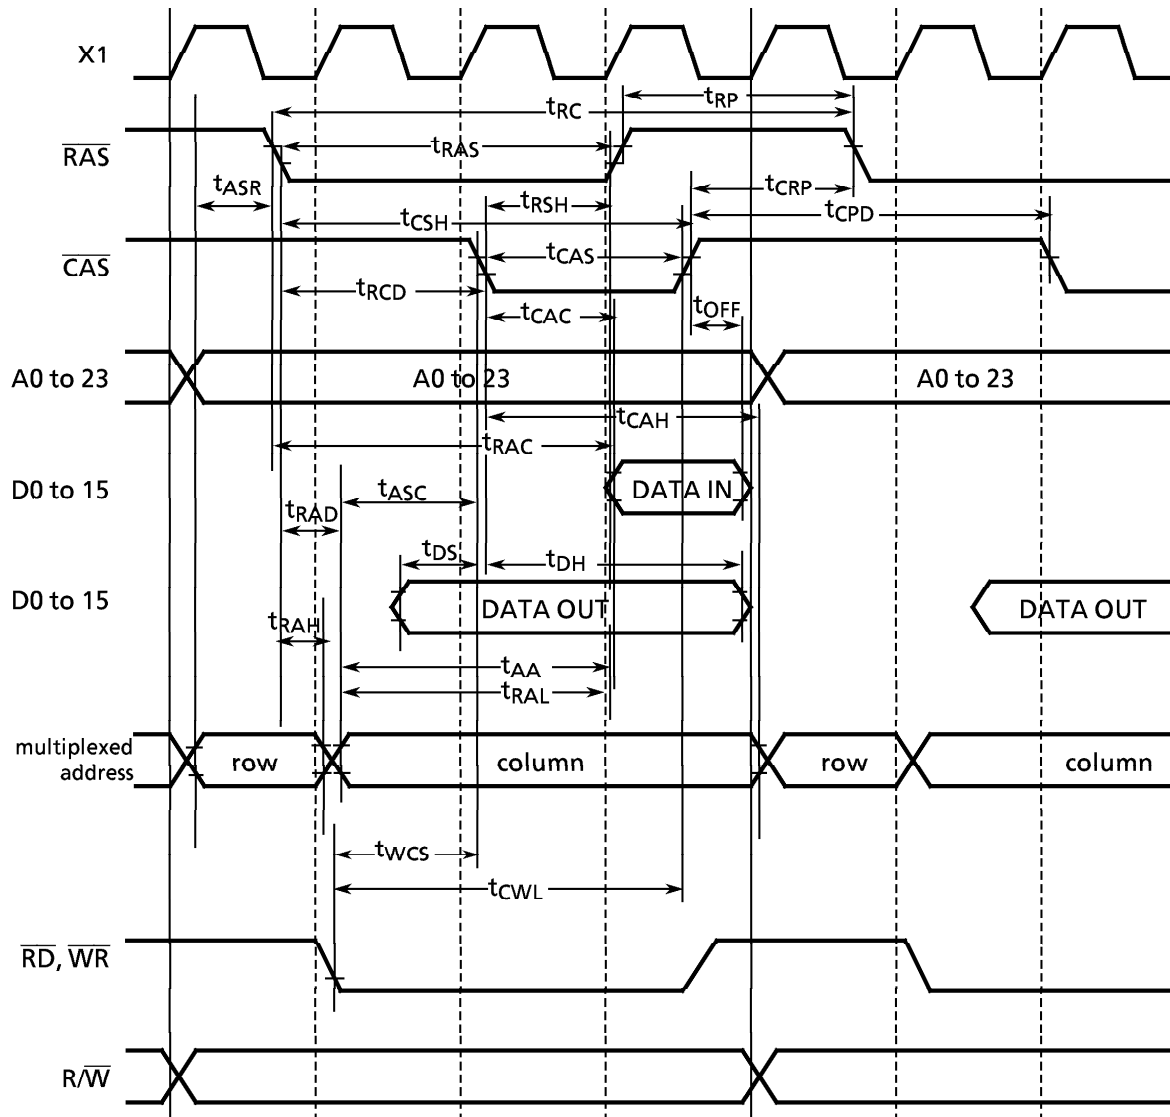 X1
tRP
tRC
RAS
tRAS
tASR
tCRP
tRSH
tCPD
tCSH
CAS
tCAS
tRCD
tOFF
tCAC
A0 to 23
A0 to 23
A0 to 23
tCAH
tRAC
D0 to 15
DATA IN
tASC
tRAD
tDS
tDH
D0 to 15
DATA OUT
DATA OUT
tRAH
tAA
tRAL
multiplexed
address
row
column
row
column
tWCS
tCWL
RD, WR
R/W